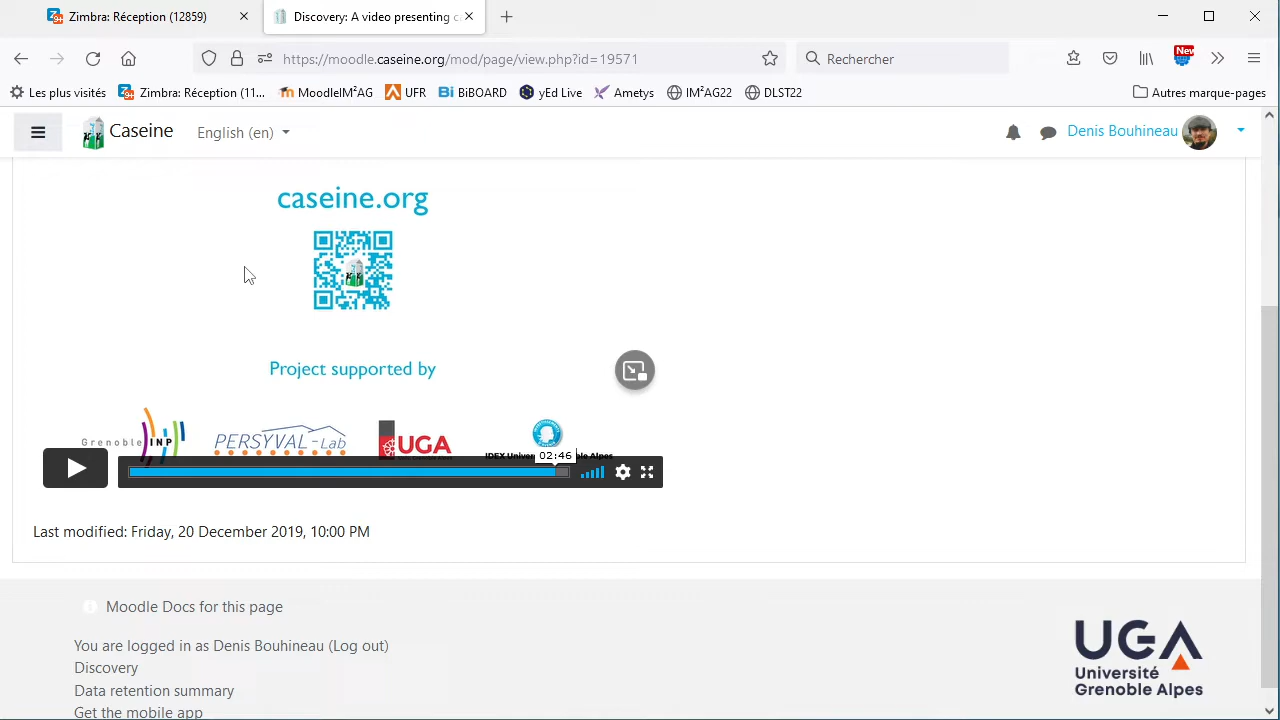 Zimbra: Réception (12859)
Discovery: A video presenting c
https://moodle.caseine.org/mod/page/view.php?id=19571
Rechercher
New
Les plus visités
Zimbra: Réception (11...
MoodleIM²AG
UFR
BiBOARD
yEd Live
Ametys
IM²AG22
DLST22
Autres marque-pages
Caseine
English (en)
Denis Bouhineau
caseine.org
Project supported by
Grenoble INP
PERSYVAL-Lab
UGA
02:46
Last modified: Friday, 20 December 2019, 10:00 PM
Moodle Docs for this page
You are logged in as Denis Bouhineau (Log out)
Discovery
Data retention summary
Get the mobile app
UGA
Université
Grenoble Alpes